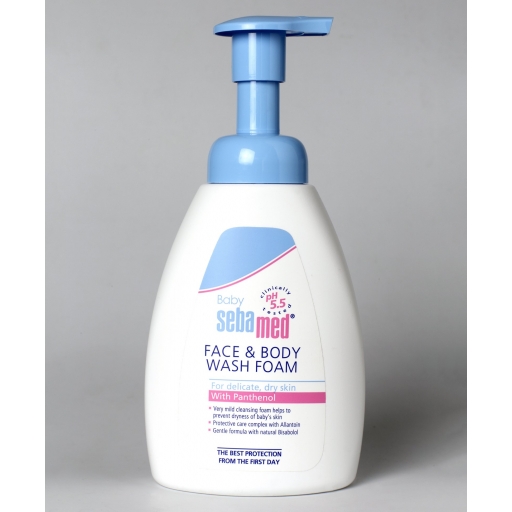 Baby
sebamed®
clinically tested
pH 5.5
FACE & BODY
WASH FOAM
For delicate, dry skin
With Panthenol
• Very mild cleansing foam helps to
prevent dryness of baby's skin
• Protective care complex with Allantoin
• Gentle formula with natural Bisabolol
THE BEST PROTECTION
FROM THE FIRST DAY